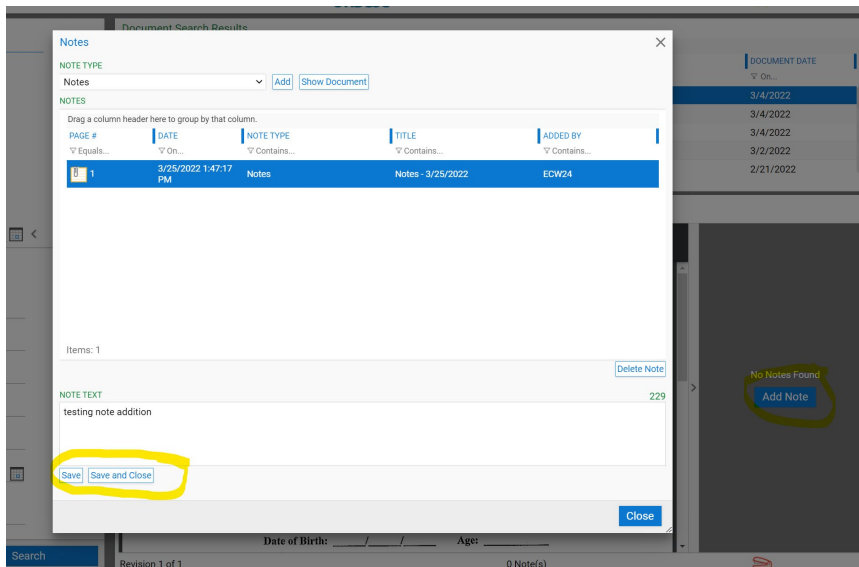 Document Search Results
Notes
NOTE TYPE
Notes Add Show Document
NOTES
Drag a column header here to group by that column.
PAGE # DATE NOTE TYPE TITLE ADDED BY
Equals... On... Contains... Contains... Contains...
1 3/25/2022 1:47:17 PM Notes Notes - 3/25/2022 ECW24
Items: 1
Delete Note
NOTE TEXT 229
testing note addition
Save Save and Close
Close
DOCUMENT DATE
On...
3/4/2022
3/4/2022
3/4/2022
3/2/2022
2/21/2022
No Notes Found
Add Note
Date of Birth: ____/____/____ Age: ________
Search
Revision 1 of 1 0 Note(s)